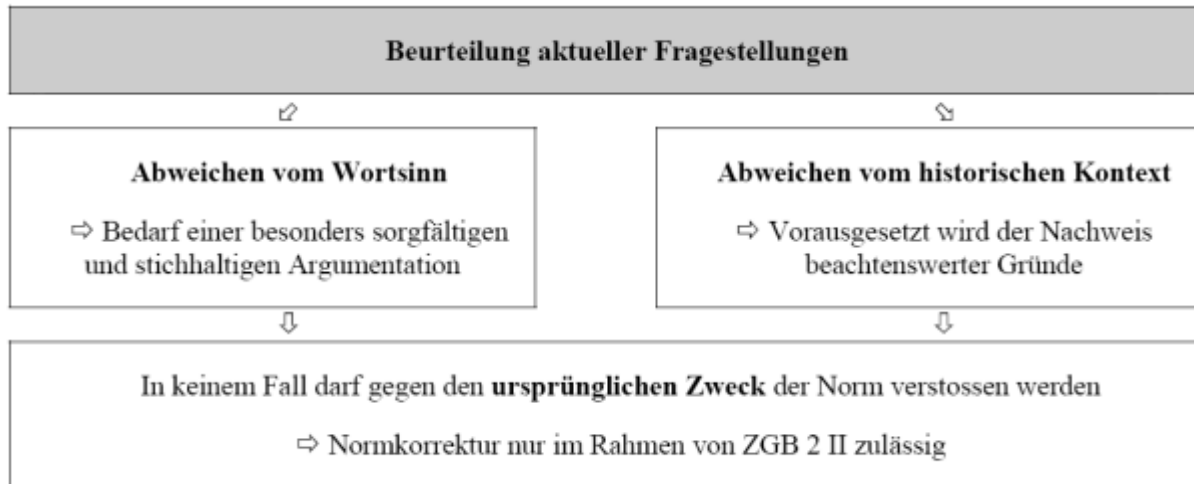 Beurteilung aktueller Fragestellungen
Abweichen vom Wortsinn
⇨ Bedarf einer besonders sorgfältigen
und stichhaltigen Argumentation
Abweichen vom historischen Kontext
⇨ Vorausgesetzt wird der Nachweis
beachtenswerter Gründe
In keinem Fall darf gegen den ursprünglichen Zweck der Norm verstossen werden
⇨ Normkorrektur nur im Rahmen von ZGB 2 II zulässig